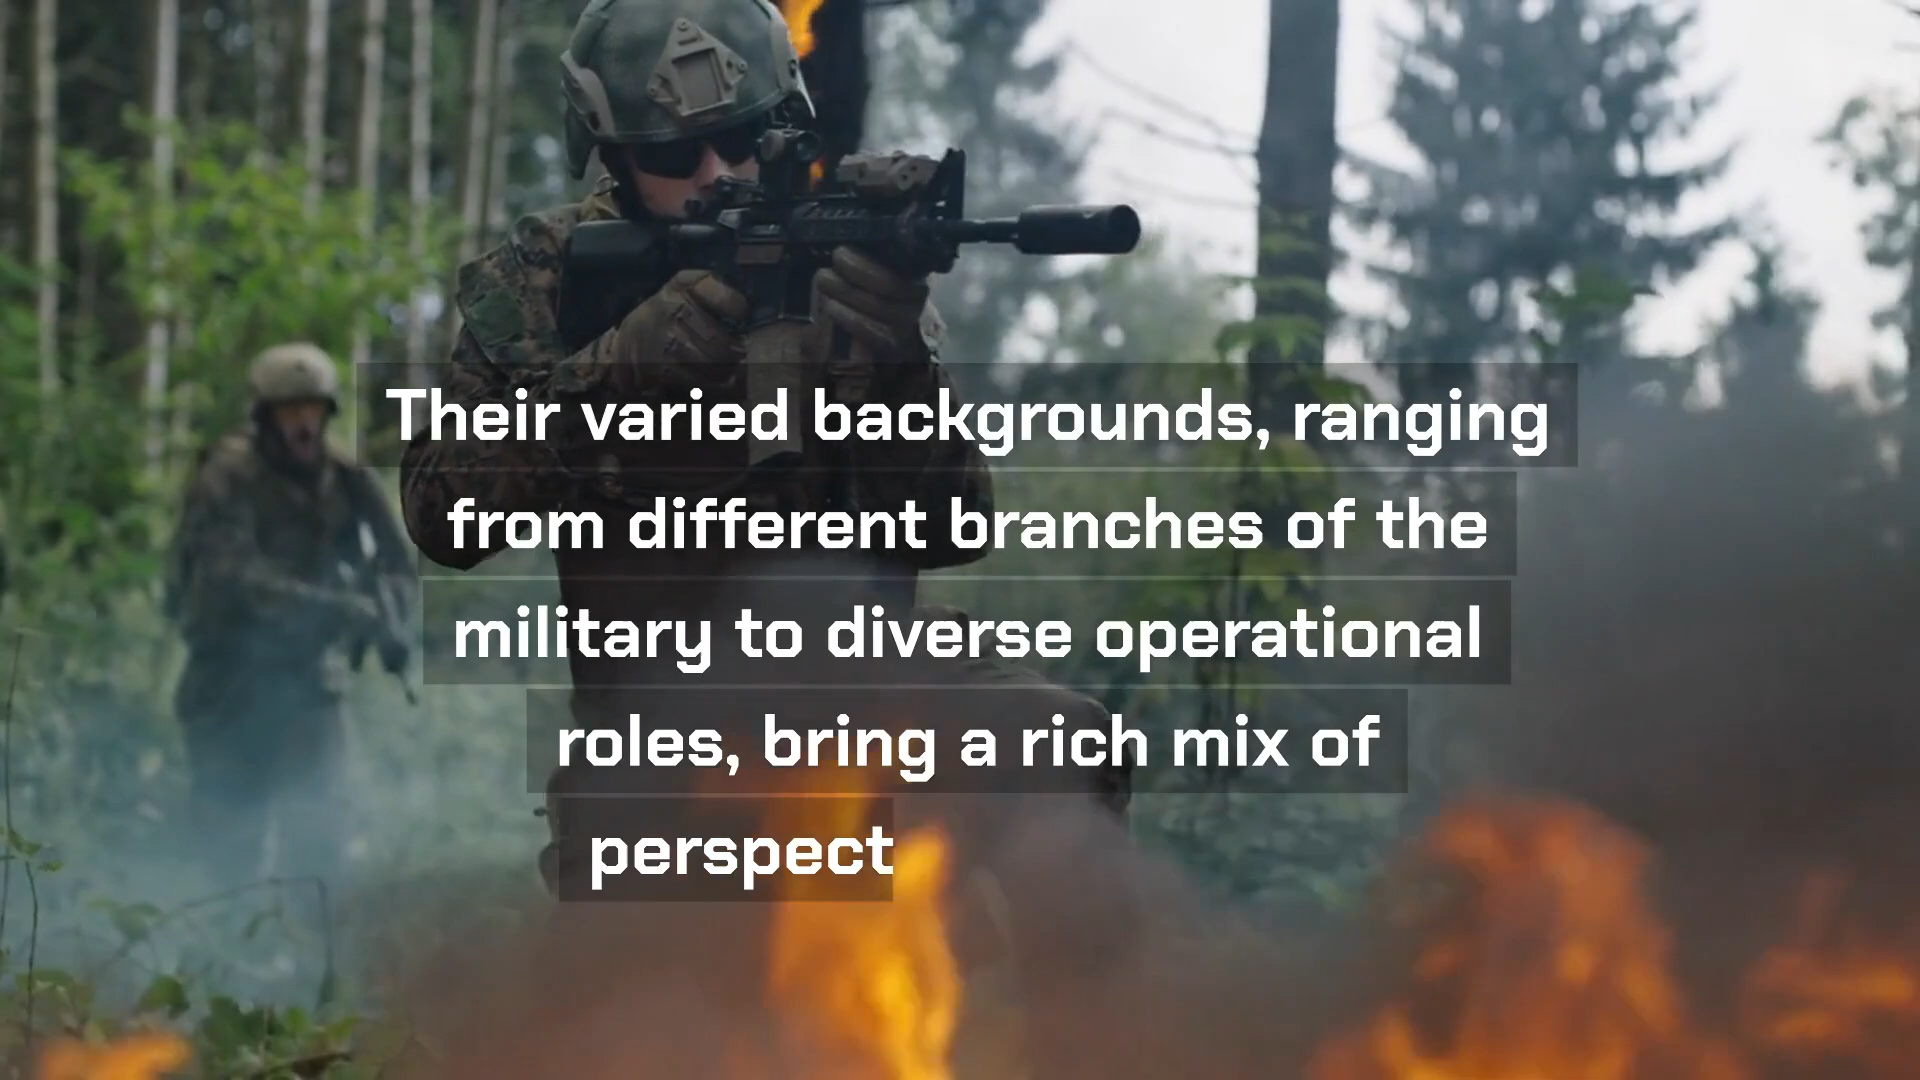 Their varied backgrounds, ranging
from different branches of the
military to diverse operational
roles, bring a rich mix of
perspect